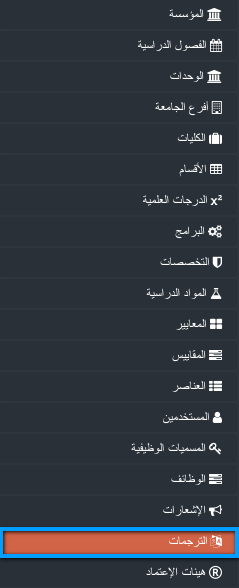 المؤسسة
الفصول الدراسية
الوحدات
أفرع الجامعة
الكليات
الأقسام
الدرجات العلمية
البرامج
التخصصات
المواد الدراسية
المعايير
المقاييس
العناصر
المستخدمين
المسميات الوظيفية
الوظائف
الإشعارات
الترجمات
هيئات الإعتماد